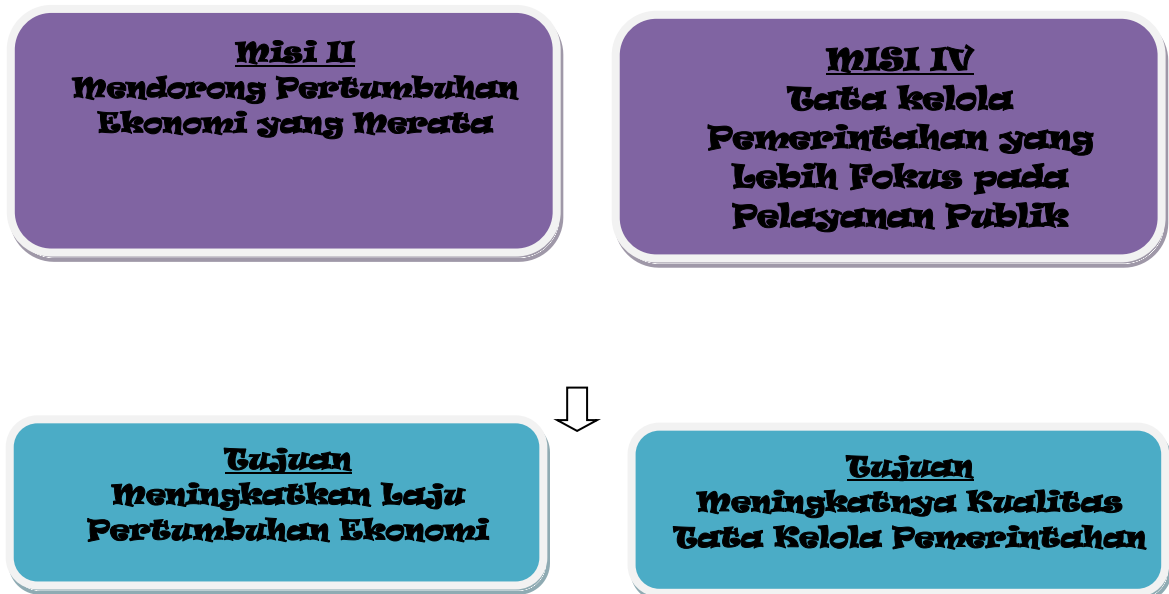 Misi II
Mendorong Pertumbuhan
Ekonomi yang Merata
MISI IV
Tata kelola
Pemerintahan yang
Lebih Fokus pada
Pelayanan Publik
Tujuan
Meningkatkan Laju
Pertumbuhan Ekonomi
Tujuan
Meningkatnya Kualitas
Tata Kelola Pemerintahan